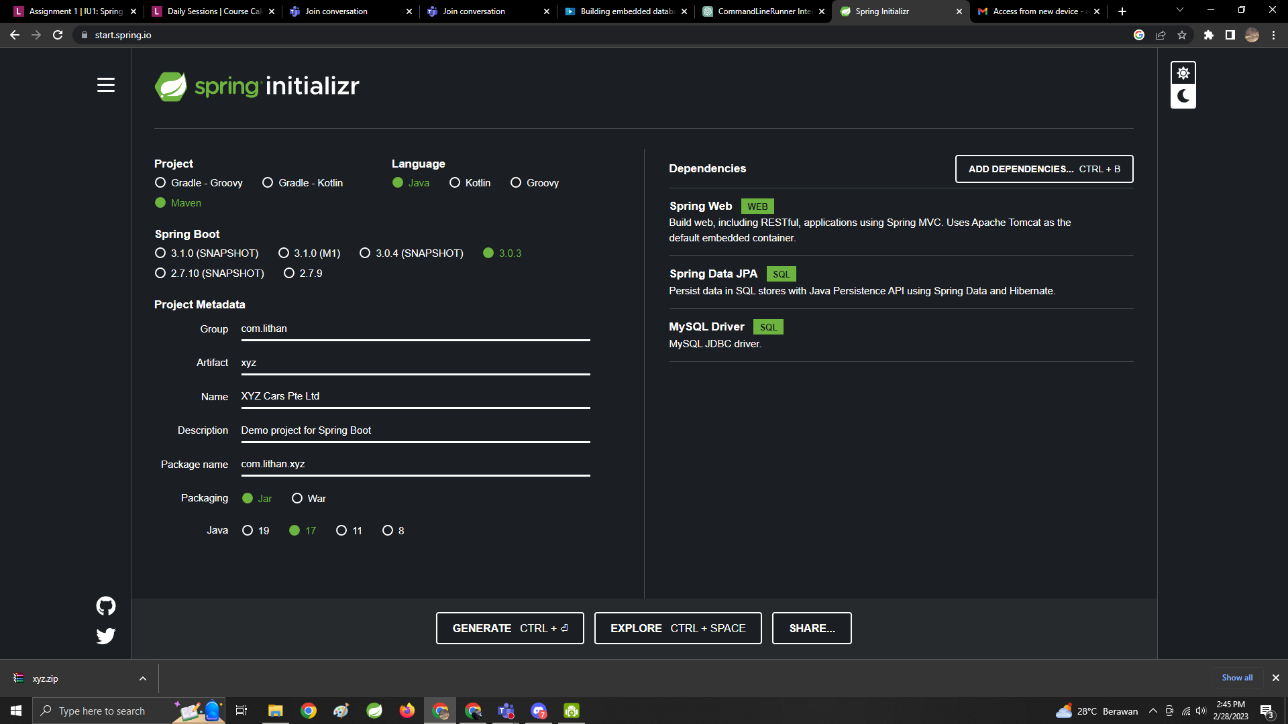 Assignment 1 | IU1: Spring
Daily Sessions | Course Cal
Join conversation
Join conversation
Building embedded datab
CommandLineRunner Inte
Spring Initializr
Access from new device -
start.spring.io
spring initializr
Project
Gradle - Groovy
Gradle - Kotlin
Maven
Language
Java
Kotlin
Groovy
Spring Boot
3.1.0 (SNAPSHOT)
3.1.0 (M1)
3.0.4 (SNAPSHOT)
3.0.3
2.7.10 (SNAPSHOT)
2.7.9
Project Metadata
Group com.lithan
Artifact xyz
Name XYZ Cars Pte Ltd
Description Demo project for Spring Boot
Package name com.lithan.xyz
Packaging Jar War
Java 19 17 11 8
Dependencies
ADD DEPENDENCIES... CTRL + B
Spring Web WEB
Build web, including RESTful, applications using Spring MVC. Uses Apache Tomcat as the
default embedded container.
Spring Data JPA SQL
Persist data in SQL stores with Java Persistence API using Spring Data and Hibernate.
MySQL Driver SQL
MySQL JDBC driver.
GENERATE CTRL + ⏎
EXPLORE CTRL + SPACE
SHARE...
xyz.zip
Show all
Type here to search
28°C Berawan
2:45 PM
2/28/2023